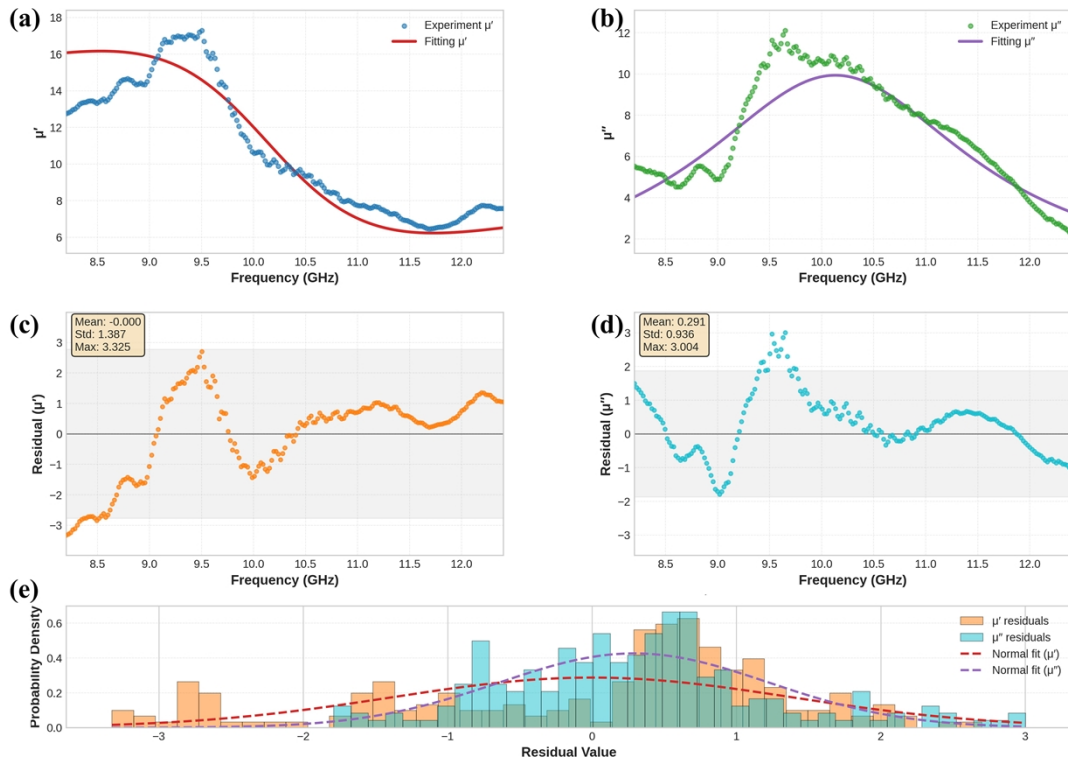 (a)
18
16
14
12
10
8
6
μ′
Experiment μ′
Fitting μ′
8.5 9.0 9.5 10.0 10.5 11.0 11.5 12.0
Frequency (GHz)
(b)
12
10
8
6
4
2
μ″
Experiment μ″
Fitting μ″
8.5 9.0 9.5 10.0 10.5 11.0 11.5 12.0
Frequency (GHz)
(c)
Mean: -0.000
Std: 1.387
Max: 3.325
3
2
1
0
−1
−2
−3
Residual (μ′)
8.5 9.0 9.5 10.0 10.5 11.0 11.5 12.0
Frequency (GHz)
(d)
Mean: 0.291
Std: 0.936
Max: 3.004
3
2
1
0
−1
−2
−3
Residual (μ″)
8.5 9.0 9.5 10.0 10.5 11.0 11.5 12.0
Frequency (GHz)
(e)
0.6
0.4
0.2
0.0
Probability Density
μ′ residuals
μ″ residuals
Normal fit (μ′)
Normal fit (μ″)
−3 −2 −1 0 1 2 3
Residual Value